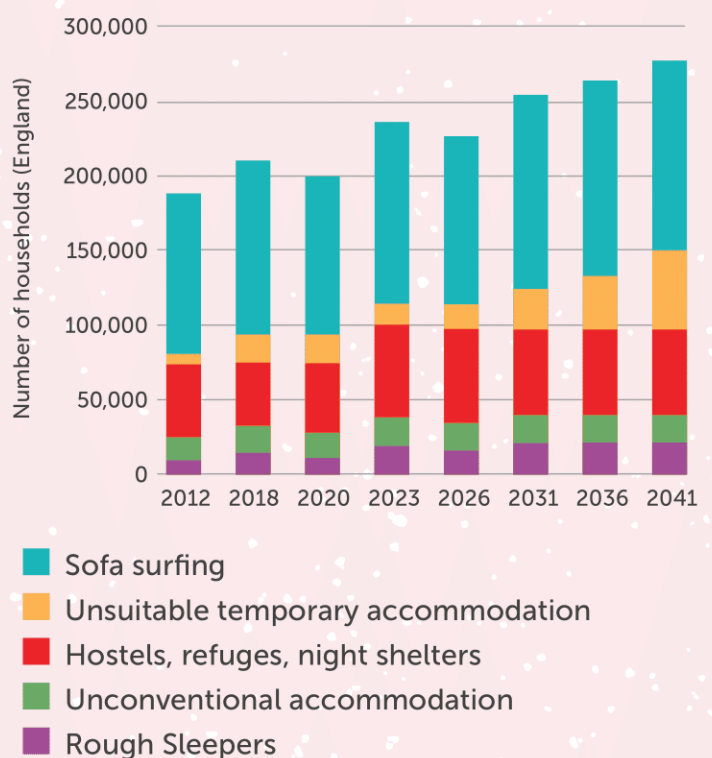 300,000
250,000
200,000
150,000
100,000
50,000
0
Number of households (England)
2012 2018 2020 2023 2026 2031 2036 2041
Sofa surfing
Unsuitable temporary accommodation
Hostels, refuges, night shelters
Unconventional accommodation
Rough Sleepers